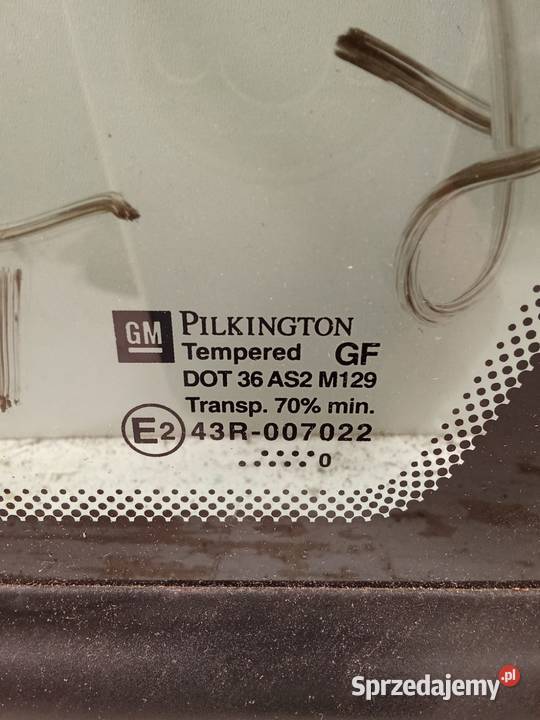 GM PILKINGTON
Tempered GF
DOT 36 AS2 M129
Transp. 70% min.
E2 43R-007022
.. ..... 0
Sprzedajemy.pl